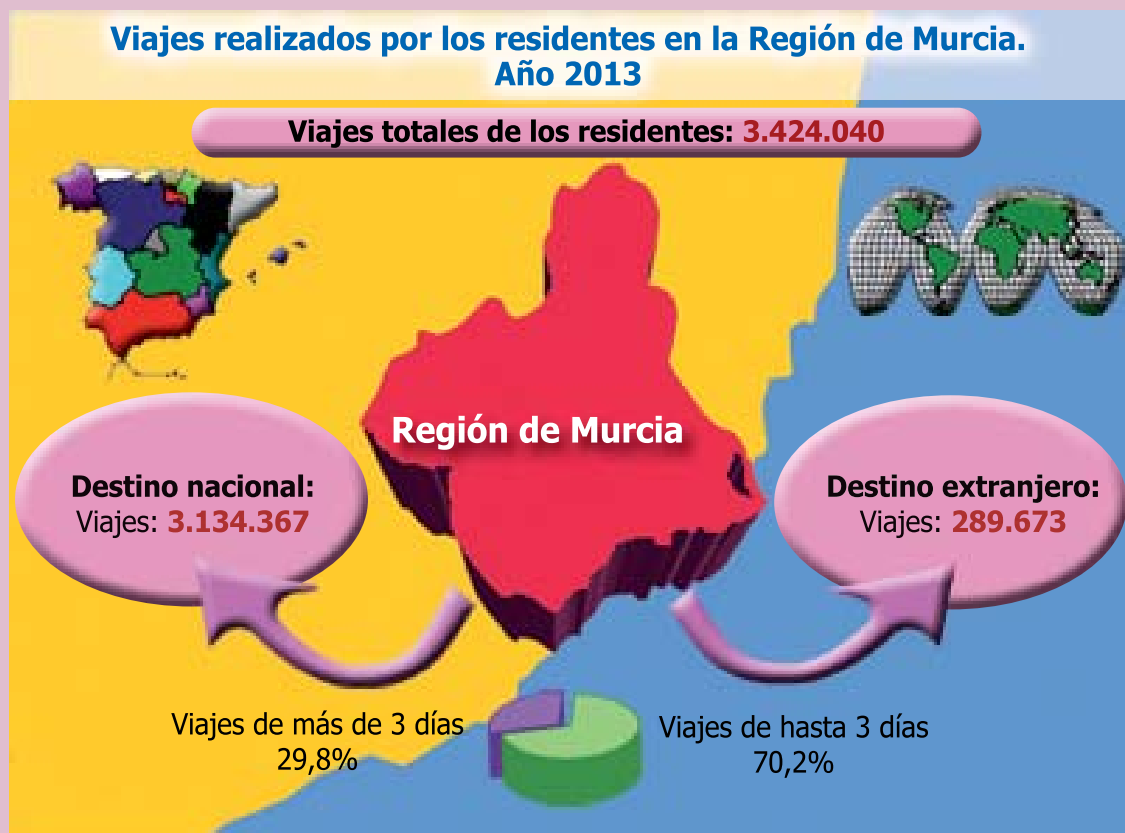 Viajes realizados por los residentes en la Región de Murcia.
Año 2013
Viajes totales de los residentes: 3.424.040
Región de Murcia
Destino nacional:
Viajes: 3.134.367
Destino extranjero:
Viajes: 289.673
Viajes de más de 3 días
29,8%
Viajes de hasta 3 días
70,2%